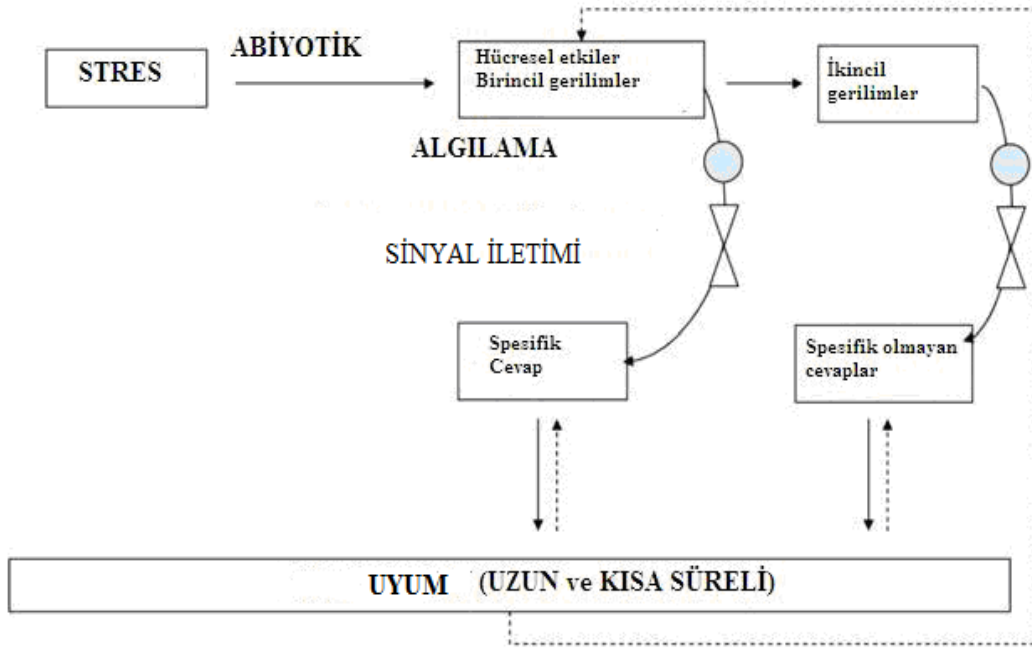 STRES
ABİYOTİK
Hücresel etkiler
Birincil gerilimler
İkincil
gerilimler
ALGILAMA
SİNYAL İLETİMİ
Spesifik
Cevap
Spesifik olmayan
cevaplar
UYUM (UZUN ve KISA SÜRELİ)